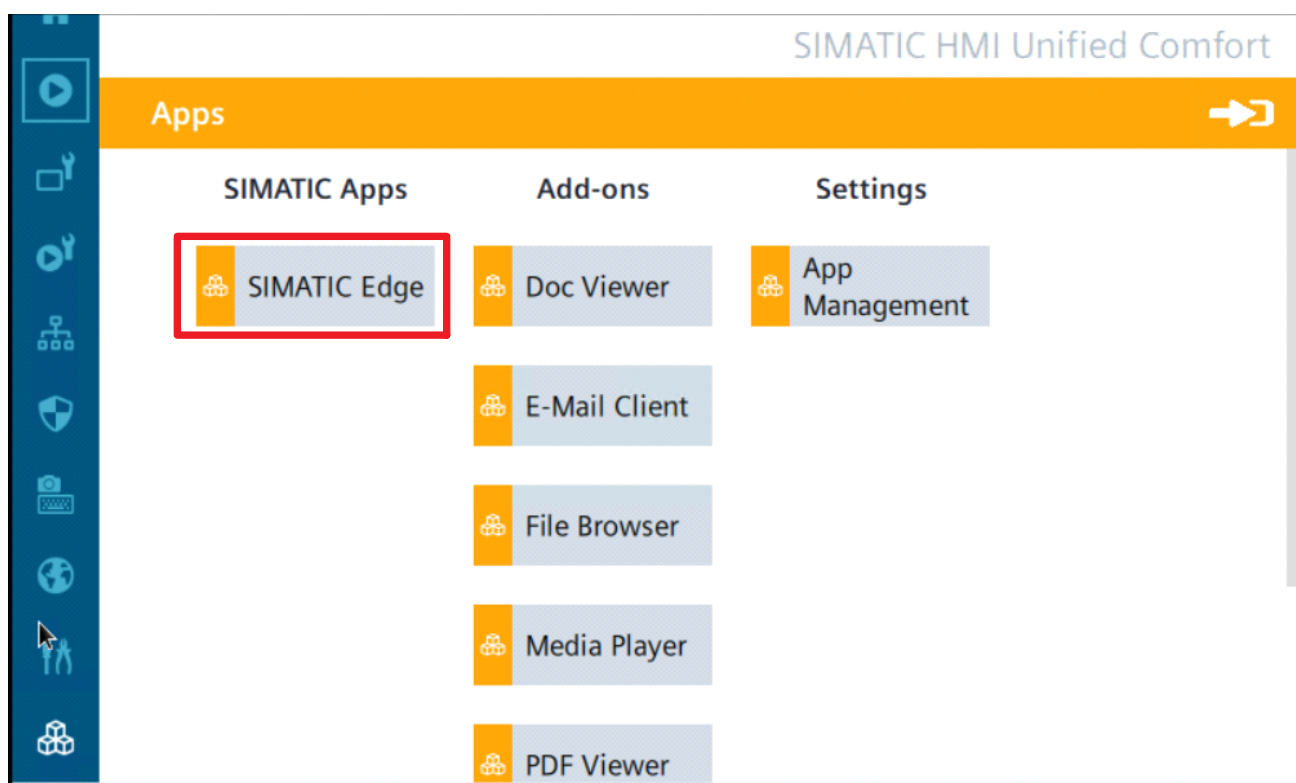 SIMATIC HMI Unified Comfort
Apps
SIMATIC Apps
Add-ons
Settings
SIMATIC Edge
Doc Viewer
App
Management
E-Mail Client
File Browser
Media Player
PDF Viewer